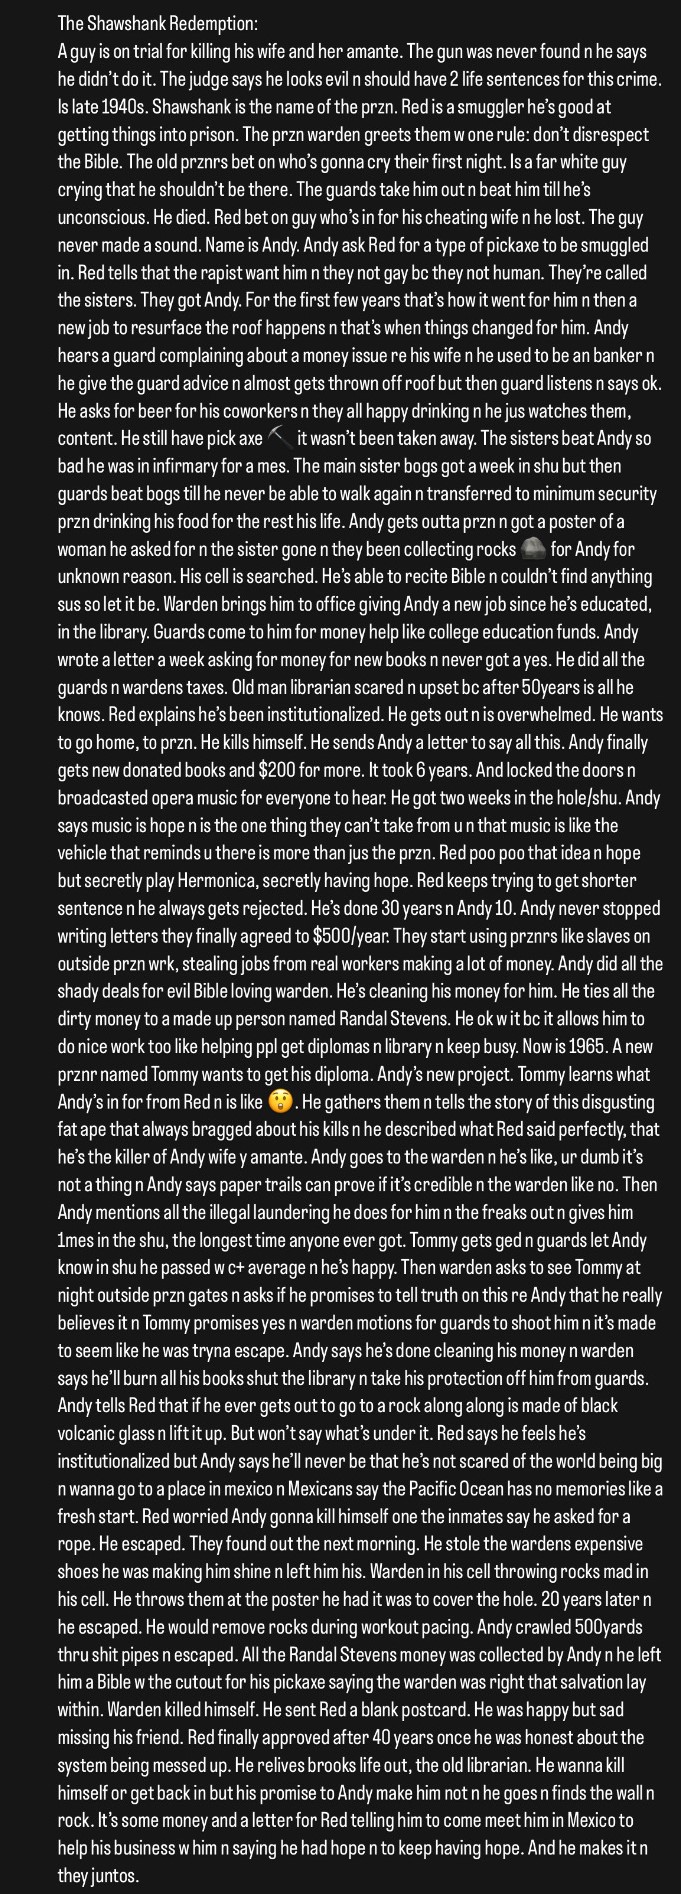 The Shawshank Redemption:
A guy is on trial for killing his wife and her amante. The gun was never found n he says
he didn't do it. The judge says he looks evil n should have 2 life sentences for this crime.
Is late 1940s. Shawshank is the name of the przn. Red is a smuggler he's good at
getting things into prison. The przn warden greets them w one rule: don't disrespect
the Bible. The old przners bet on who's gonna cry their first night. Is a far white guy
crying that he shouldn't be there. The guards take him out n beat him till he's
unconscious. He died. Red bet on guy who's in for his cheating wife n he lost. The guy
never made a sound. Name is Andy. Andy ask Red for a type of pickaxe to be smuggled
in. Red tells that the rapist want him n they not gay bc they not human. They're called
the sisters. They got Andy. For the first few years that's how it went for him n then a
new job to resurface the roof happens n that's when things changed for him. Andy
hears a guard complaining about a money issue re his wife n he used to be an banker n
he give the guard advice n almost gets thrown off roof but then guard listens n says ok.
He asks for beer for his coworkers n they all happy drinking n he jus watches them,
content. He still have pick axe ⛏️ it wasn't been taken away. The sisters beat Andy so
bad he was in infirmary for a mes. The main sister bogs got a week in shu but then
guards beat bogs till he never be able to walk again n transferred to minimum security
przn drinking his food for the rest his life. Andy gets outta przn n got a poster of a
woman he asked for n the sister gone n they been collecting rocks 🪨 for Andy for
unknown reason. His cell is searched. He's able to recite Bible n couldn't find anything
sus so let it be. Warden brings him to office giving Andy a new job since he's educated,
in the library. Guards come to him for money help like college education funds. Andy
wrote a letter a week asking for money for new books n never got a yes. He did all the
guards n wardens taxes. Old man librarian scared n upset bc after 50years is all he
knows. Red explains he's been institutionalized. He gets out n is overwhelmed. He wants
to go home, to przn. He kills himself. He sends Andy a letter to say all this. Andy finally
gets new donated books and $200 for more. It took 6 years. And locked the doors n
broadcasted opera music for everyone to hear. He got two weeks in the hole/shu. Andy
says music is hope n is the one thing they can't take from u n that music is like the
vehicle that reminds u there is more than jus the przn. Red poo poo that idea n hope
but secretly play Hermonica, secretly having hope. Red keeps trying to get shorter
sentence n he always gets rejected. He's done 30 years n Andy 10. Andy never stopped
writing letters they finally agreed to $500/year. They start using prznrs like slaves on
outside przn wrk, stealing jobs from real workers making a lot of money. Andy did all the
shady deals for evil Bible loving warden. He's cleaning his money for him. He ties all the
dirty money to a made up person named Randal Stevens. He ok w it bc it allows him to
do nice work too like helping ppl get diplomas n library n keep busy. Now is 1965. A new
prznr named Tommy wants to get his diploma. Andy's new project. Tommy learns what
Andy's in for from Red n is like 😲. He gathers them n tells the story of this disgusting
fat ape that always bragged about his kills n he described what Red said perfectly, that
he's the killer of Andy wife y amante. Andy goes to the warden n he's like, ur dumb it's
not a thing n Andy says paper trails can prove if it's credible n the warden like no. Then
Andy mentions all the illegal laundering he does for him n the freaks out n gives him
1mes in the shu, the longest time anyone ever got. Tommy gets ged n guards let Andy
know in shu he passed w c+ average n he's happy. Then warden asks to see Tommy at
night outside przn gates n asks if he promises to tell truth on this re Andy that he really
believes it n Tommy promises yes n warden motions for guards to shoot him n it's made
to seem like he was tryna escape. Andy says he's done cleaning his money n warden
says he'll burn all his books shut the library n take his protection off him from guards.
Andy tells Red that if he ever gets out to go to a rock along along is made of black
volcanic glass n lift it up. But won't say what's under it. Red says he feels he's
institutionalized but Andy says he'll never be that he's not scared of the world being big
n wanna go to a place in mexico n Mexicans say the Pacific Ocean has no memories like a
fresh start. Red worried Andy gonna kill himself one the inmates say he asked for a
rope. He escaped. They found out the next morning. He stole the wardens expensive
shoes he was making him shine n left him his. Warden in his cell throwing rocks mad in
his cell. He throws them at the poster he had it was to cover the hole. 20 years later n
he escaped. He would remove rocks during workout pacing. Andy crawled 500yards
thru shit pipes n escaped. All the Randal Stevens money was collected by Andy n he left
him a Bible w the cutout for his pickaxe saying the warden was right that salvation lay
within. Warden killed himself. He sent Red a blank postcard. He was happy but sad
missing his friend. Red finally approved after 40 years once he was honest about the
system being messed up. He relives brooks life out, the old librarian. He wanna kill
himself or get back in but his promise to Andy make him not n he goes n finds the wall n
rock. It's some money and a letter for Red telling him to come meet him in Mexico to
help his business w him n saying he had hope n to keep having hope. And he makes it n
they juntos.